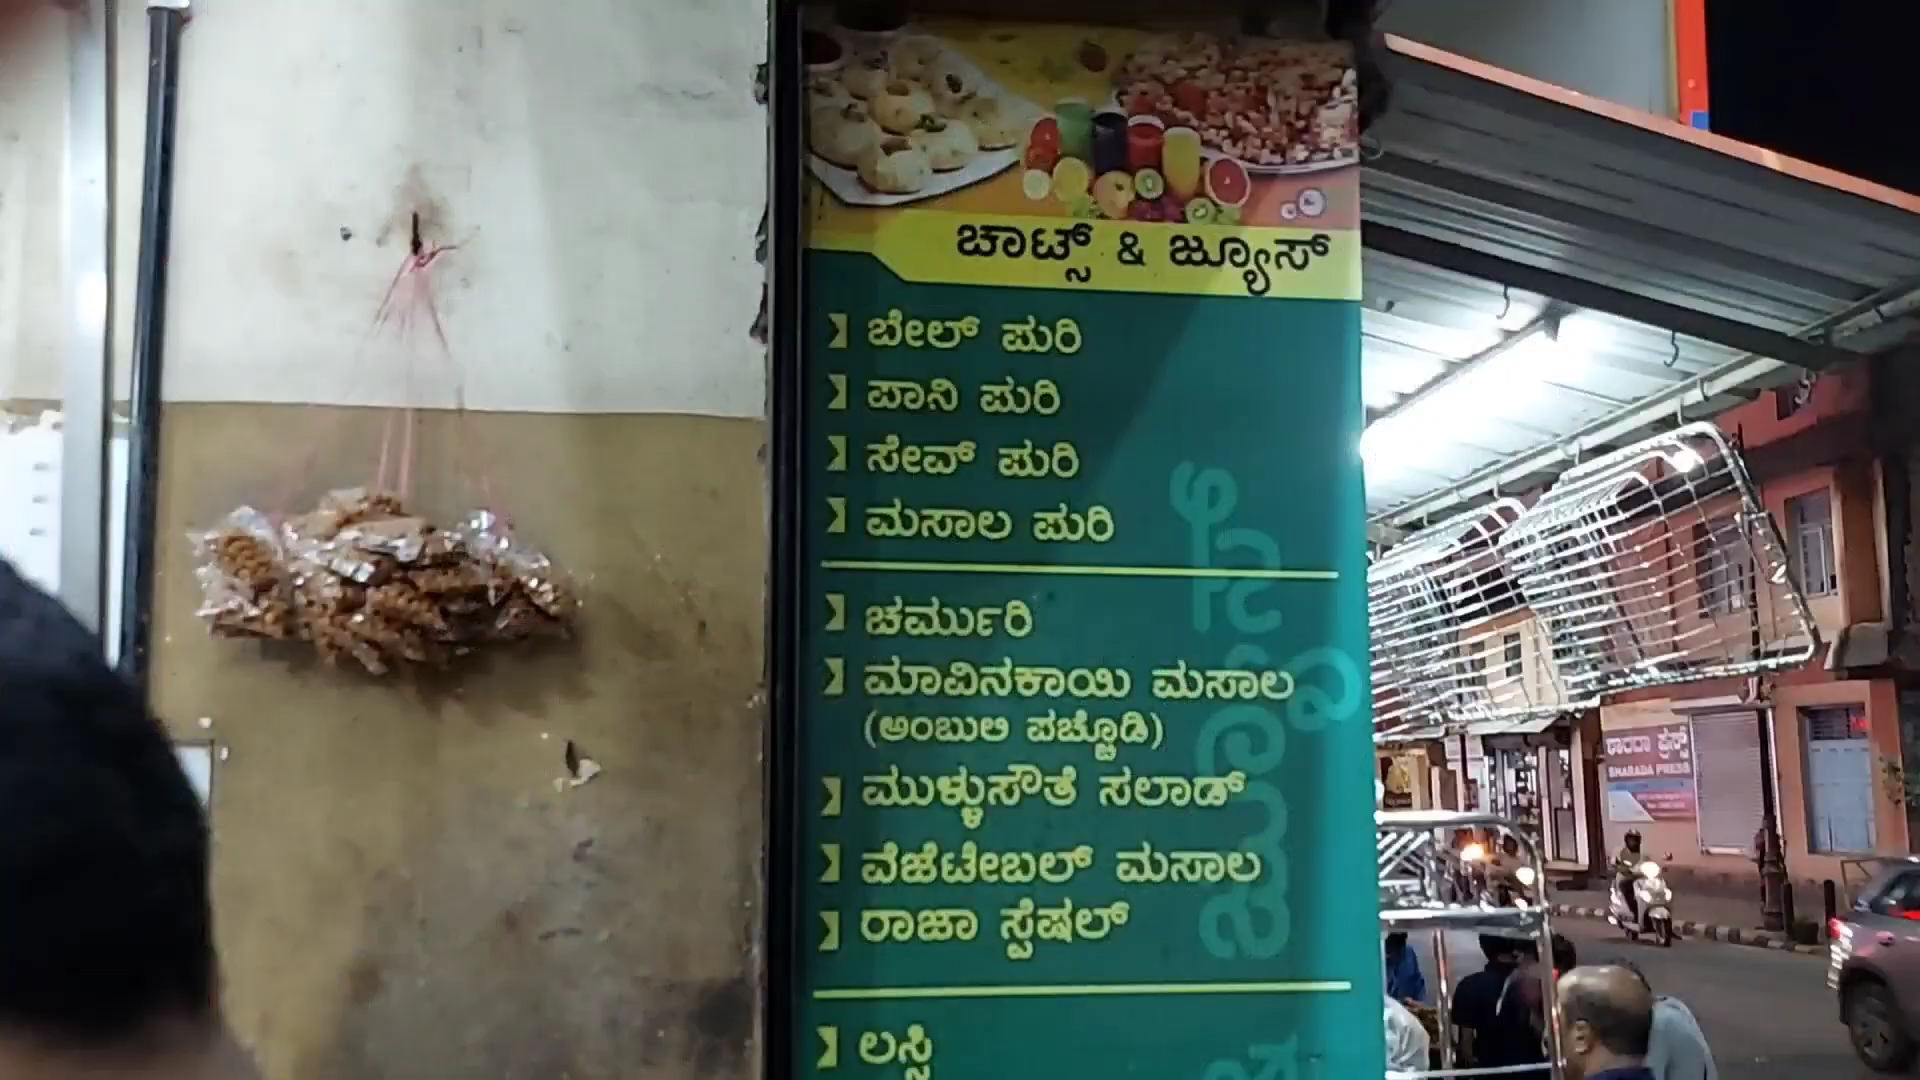 ಚಾಟ್ಸ್ & ಜ್ಯೂಸ್
ಬೇಲ್ ಪುರಿ
ಪಾನಿ ಪುರಿ
ಸೇವ್ ಪುರಿ
ಮಸಾಲ ಪುರಿ
ಚರ್ಮುರಿ
ಮಾವಿನಕಾಯಿ ಮಸಾಲ
(ಅಂಬುಲಿ ಪಚ್ಚೊಡಿ)
ಮುಳ್ಳುಸೌತೆ ಸಲಾಡ್
ವೆಜೆಟೇಬಲ್ ಮಸಾಲ
ರಾಜಾ ಸ್ಪೆಷಲ್
ಲಸ್ಸಿ
ಶಾರದಾ ಪ್ರೆಸ್
SHARADA PRESS